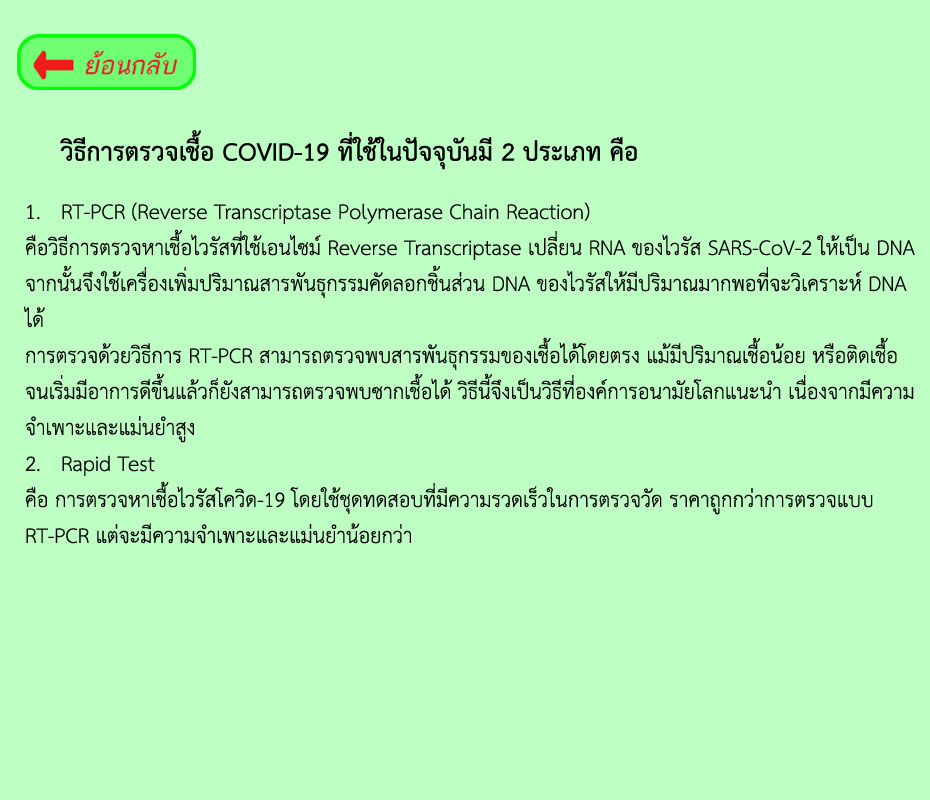 ย้อนกลับ
วิธีการตรวจเชื้อ COVID-19 ที่ใช้ในปัจจุบันมี 2 ประเภท คือ
1. RT-PCR (Reverse Transcriptase Polymerase Chain Reaction)
คือวิธีการตรวจหาเชื้อไวรัสที่ใช้เอนไซม์ Reverse Transcriptase เปลี่ยน RNA ของไวรัส SARS-CoV-2 ให้เป็น DNA
จากนั้นจึงใช้เครื่องเพิ่มปริมาณสารพันธุกรรมคัดลอกชิ้นส่วน DNA ของไวรัสให้มีปริมาณมากพอที่จะวิเคราะห์ DNA
ได้
การตรวจด้วยวิธีการ RT-PCR สามารถตรวจพบสารพันธุกรรมของเชื้อได้โดยตรง แม้มีปริมาณเชื้อน้อย หรือติดเชื้อ
จนเริ่มมีอาการดีขึ้นแล้วก็ยังสามารถตรวจพบซากเชื้อได้ วิธีนี้จึงเป็นวิธีที่องค์การอนามัยโลกแนะนำ เนื่องจากมีความ
จำเพาะและแม่นยำสูง
2. Rapid Test
คือ การตรวจหาเชื้อไวรัสโควิด-19 โดยใช้ชุดทดสอบที่มีความรวดเร็วในการตรวจวัด ราคาถูกกว่าการตรวจแบบ
RT-PCR แต่จะมีความจำเพาะและแม่นยำน้อยกว่า